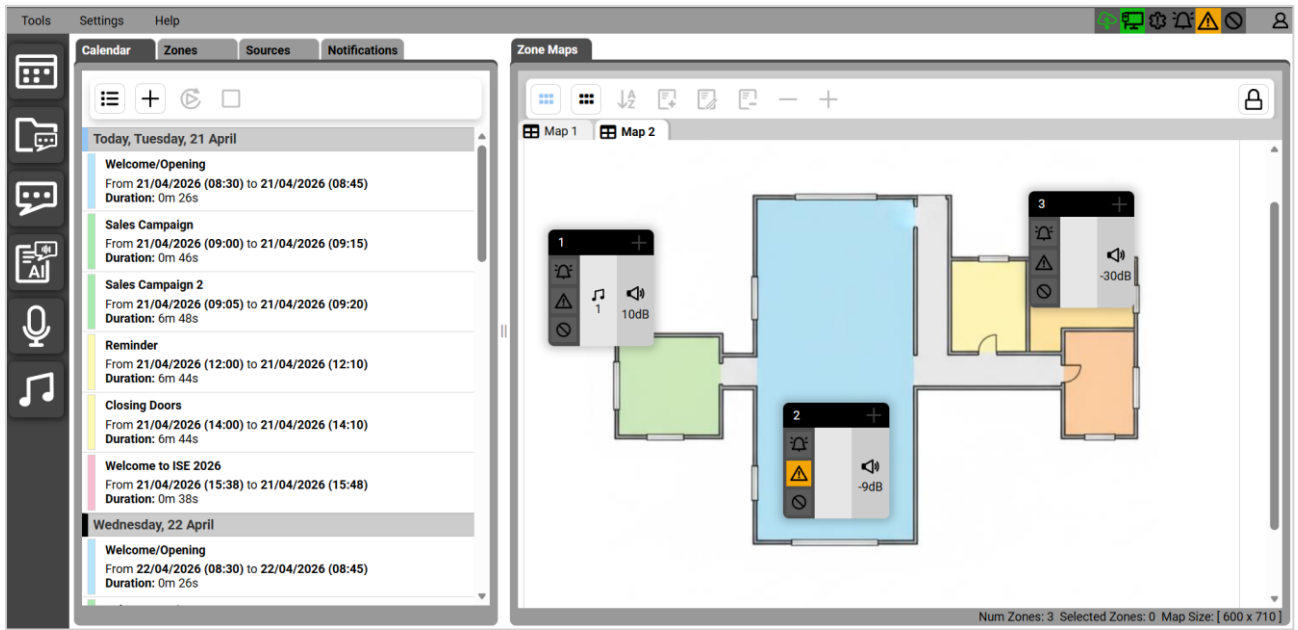 Tools Settings Help
Calendar Zones Sources Notifications
Zone Maps
AI
Today, Tuesday, 21 April
Welcome/Opening
From 21/04/2026 (08:30) to 21/04/2026 (08:45)
Duration: 0m 26s
Sales Campaign
From 21/04/2026 (09:00) to 21/04/2026 (09:15)
Duration: 0m 46s
Sales Campaign 2
From 21/04/2026 (09:05) to 21/04/2026 (09:20)
Duration: 6m 48s
Reminder
From 21/04/2026 (12:00) to 21/04/2026 (12:10)
Duration: 6m 44s
Closing Doors
From 21/04/2026 (14:00) to 21/04/2026 (14:10)
Duration: 6m 44s
Welcome to ISE 2026
From 21/04/2026 (15:38) to 21/04/2026 (15:48)
Duration: 0m 38s
Wednesday, 22 April
Welcome/Opening
From 22/04/2026 (08:30) to 22/04/2026 (08:45)
Duration: 0m 26s
AZ
Map 1 Map 2
1
1
10dB
2
-9dB
3
-30dB
Num Zones: 3 Selected Zones: 0 Map Size: [ 600 x 710 ]